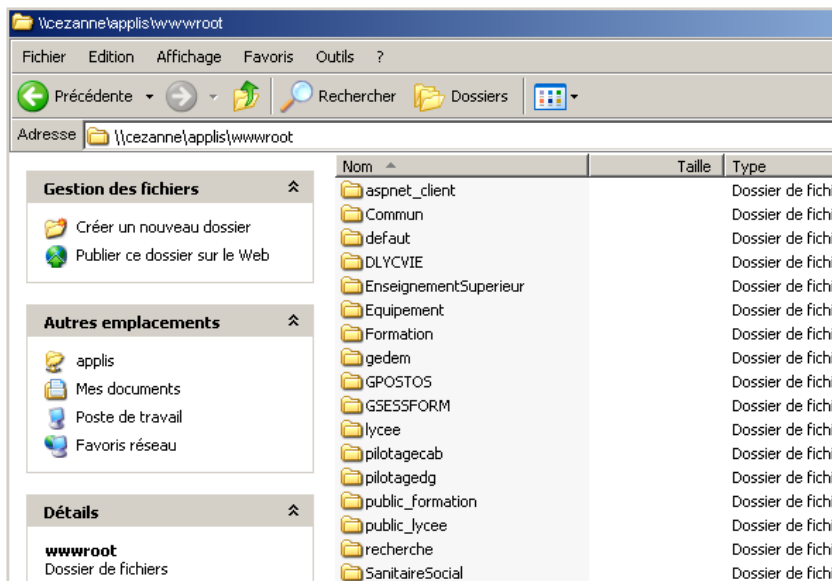 \\cezanne\applis\wwwroot
Fichier Edition Affichage Favoris Outils ?
Précédente Rechercher Dossiers
Adresse \\cezanne\applis\wwwroot
Gestion des fichiers
Créer un nouveau dossier
Publier ce dossier sur le Web
Autres emplacements
applis
Mes documents
Poste de travail
Favoris réseau
Détails
wwwroot
Dossier de fichiers
Nom Taille Type
aspnet_client Dossier de fichi
Commun Dossier de fichi
defaut Dossier de fichi
DLYCVIE Dossier de fichi
EnseignementSuperieur Dossier de fichi
Equipement Dossier de fichi
Formation Dossier de fichi
gedem Dossier de fichi
GPOSTOS Dossier de fichi
GSESSFORM Dossier de fichi
lycee Dossier de fichi
pilotagecab Dossier de fichi
pilotagedg Dossier de fichi
public_formation Dossier de fichi
public_lycee Dossier de fichi
recherche Dossier de fichi
SanitaireSocial Dossier de fichi